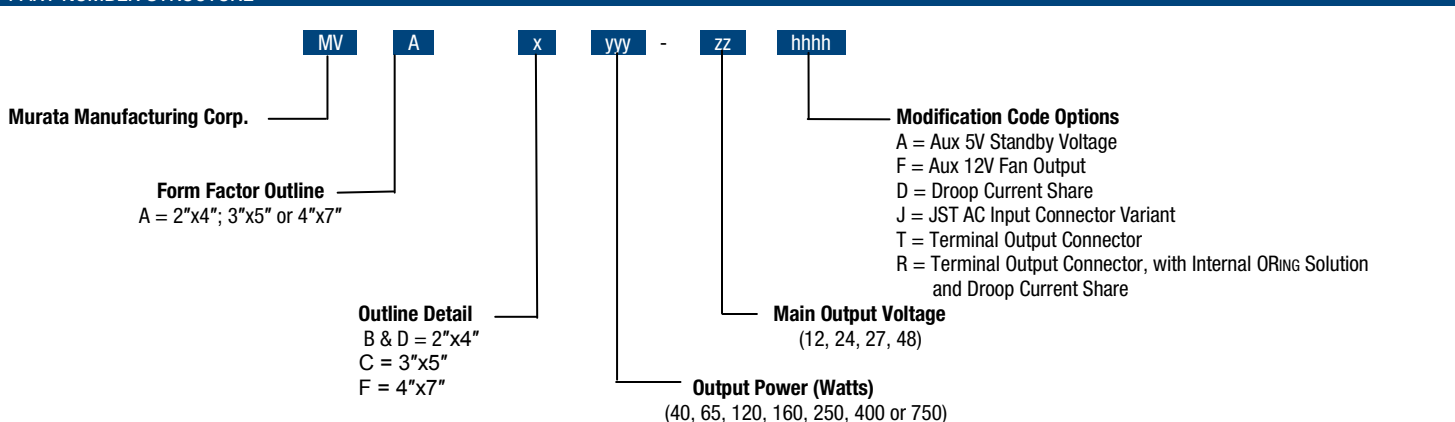 MV A x yyy - zz hhhh
Murata Manufacturing Corp.
Form Factor Outline
A = 2"x4"; 3"x5" or 4"x7"
Outline Detail
B & D = 2"x4"
C = 3"x5"
F = 4"x7"
Output Power (Watts)
(40, 65, 120, 160, 250, 400 or 750)
Main Output Voltage
(12, 24, 27, 48)
Modification Code Options
A = Aux 5V Standby Voltage
F = Aux 12V Fan Output
D = Droop Current Share
J = JST AC Input Connector Variant
T = Terminal Output Connector
R = Terminal Output Connector, with Internal ORING Solution
and Droop Current Share